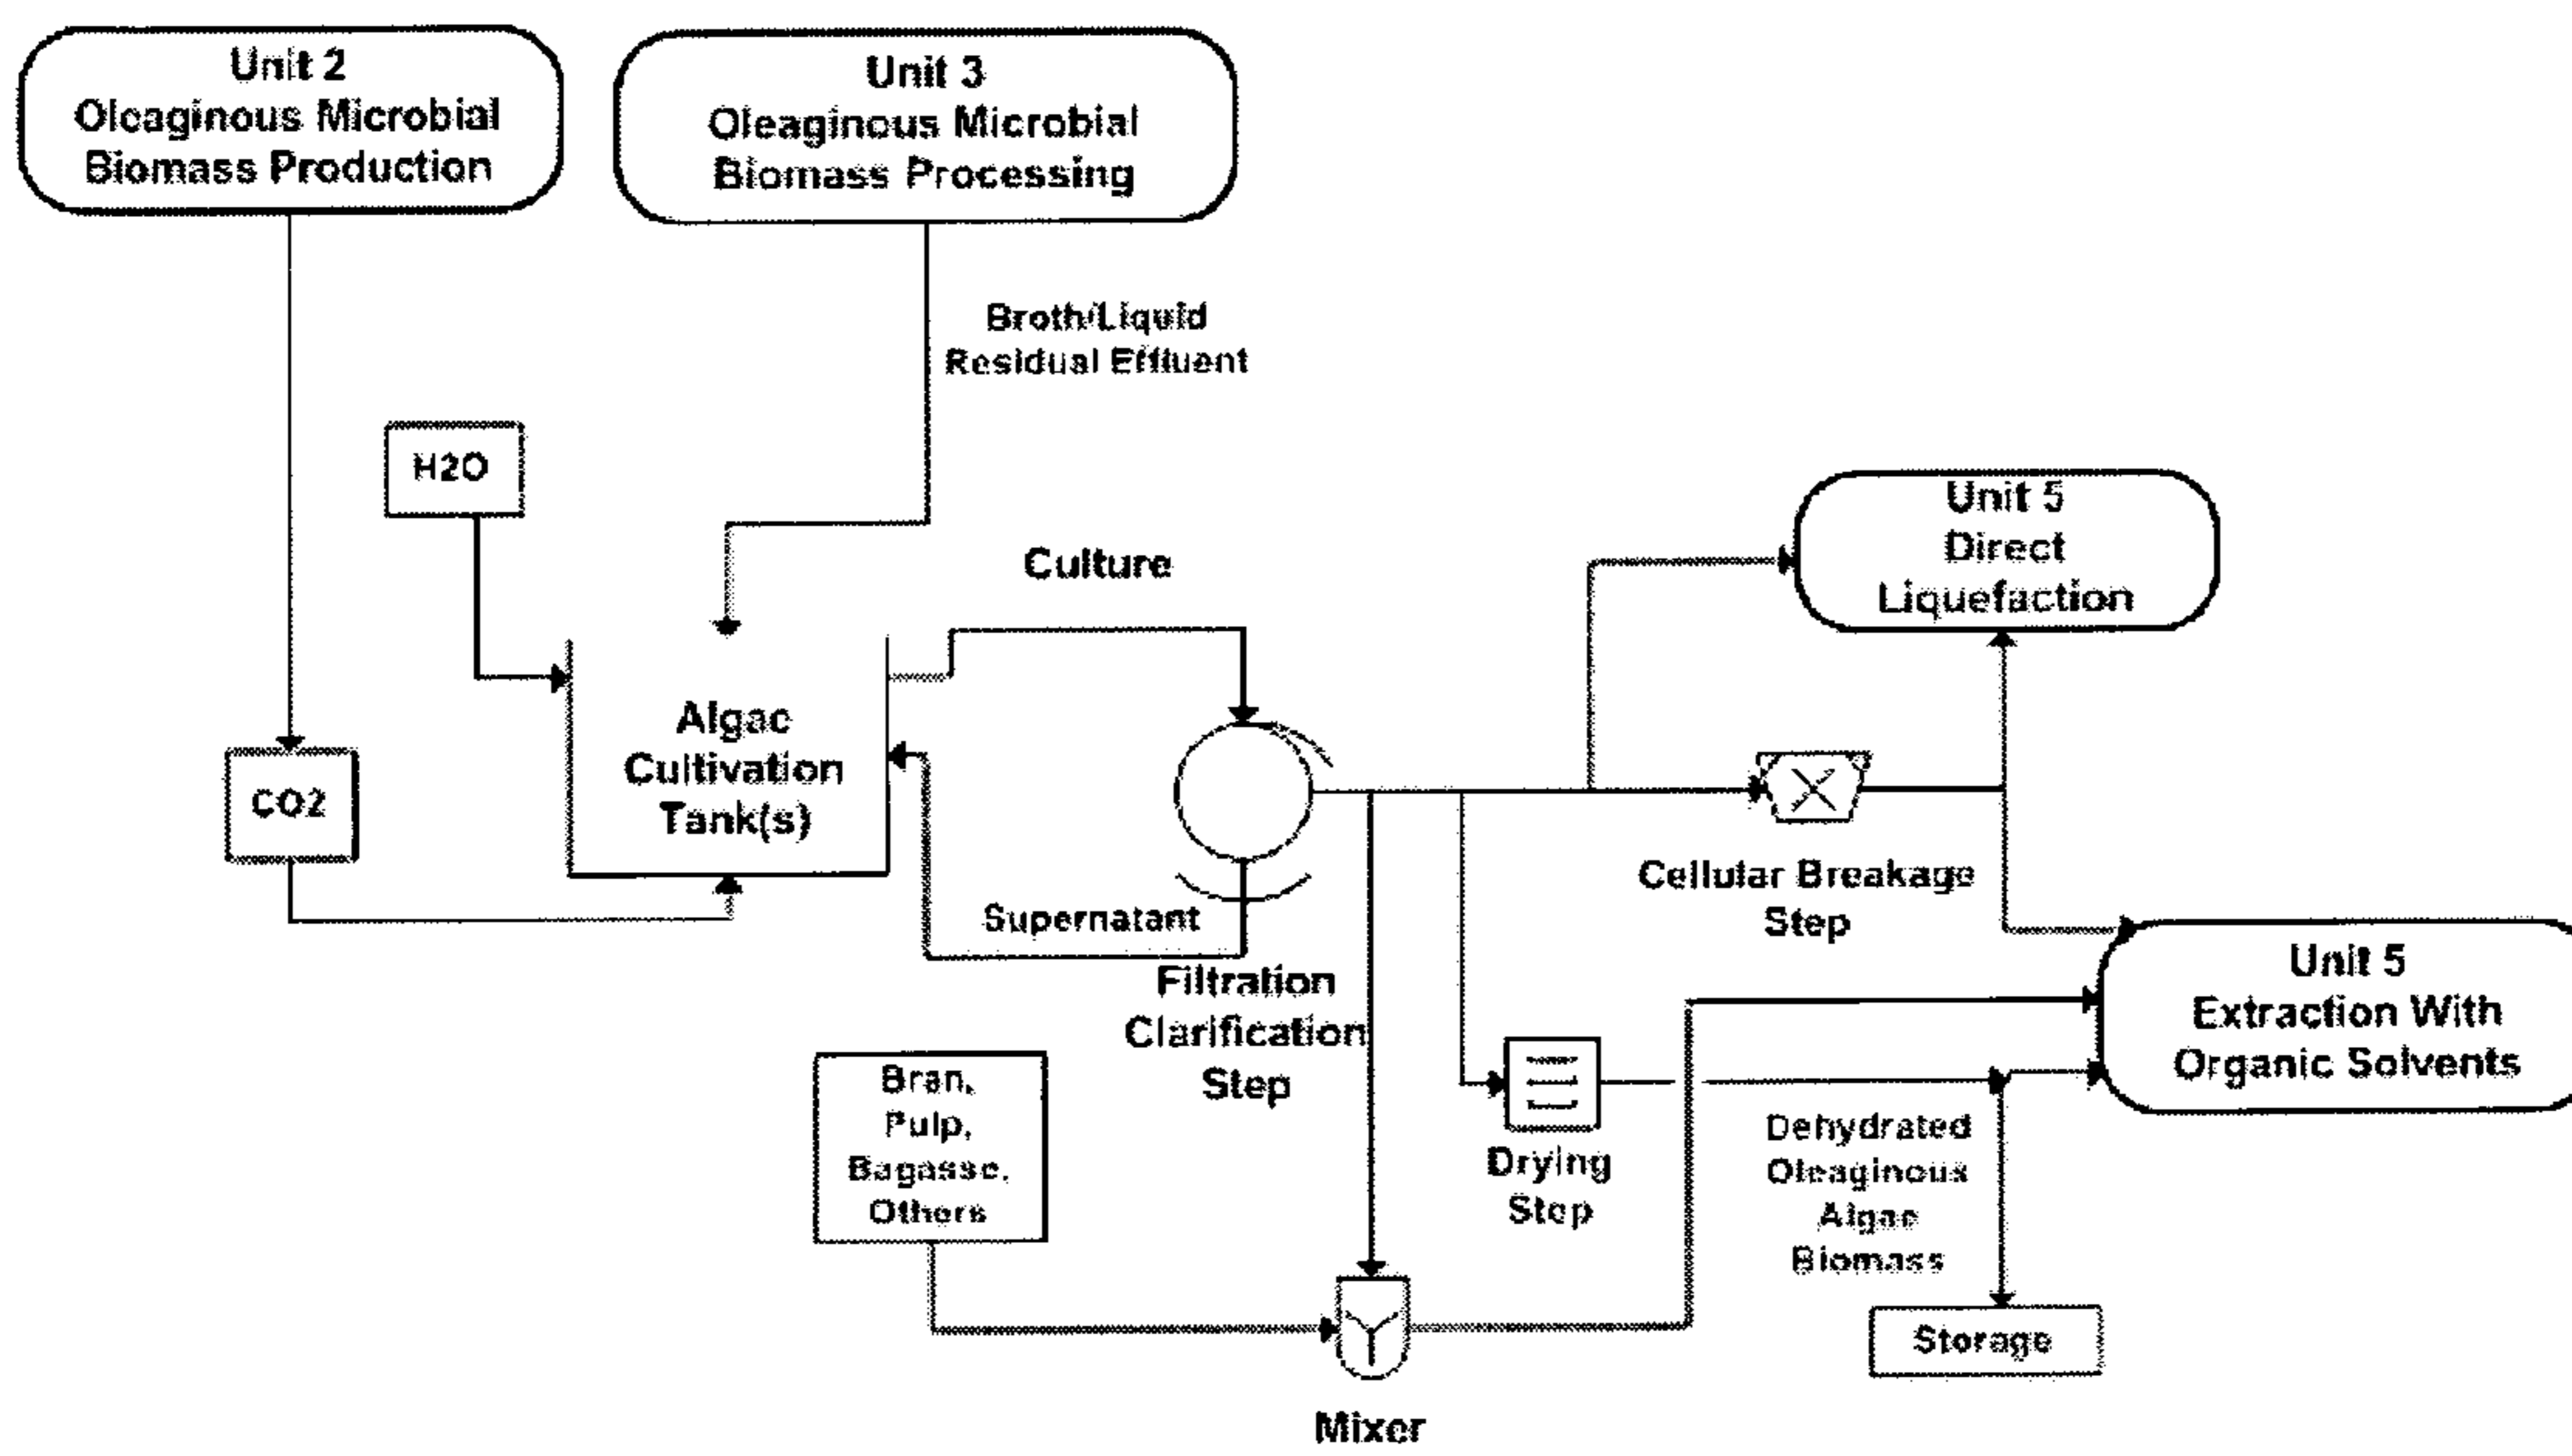 Unit 2
Oleaginous Microbial
Biomass Production
Unit 3
Oleaginous Microbial
Biomass Processing
Broth/Liquid
Residual Effluent
H2O
Culture
Unit 5
Direct
Liquefaction
Algae
Cultivation
Tank(s)
CO2
Supernatant
Filtration
Clarification
Step
Cellular Breakage
Step
Unit 5
Extraction With
Organic Solvents
Bran,
Pulp,
Bagasse,
Others
Drying
Step
Dehydrated
Oleaginous
Algae
Biomass
Storage
Mixer